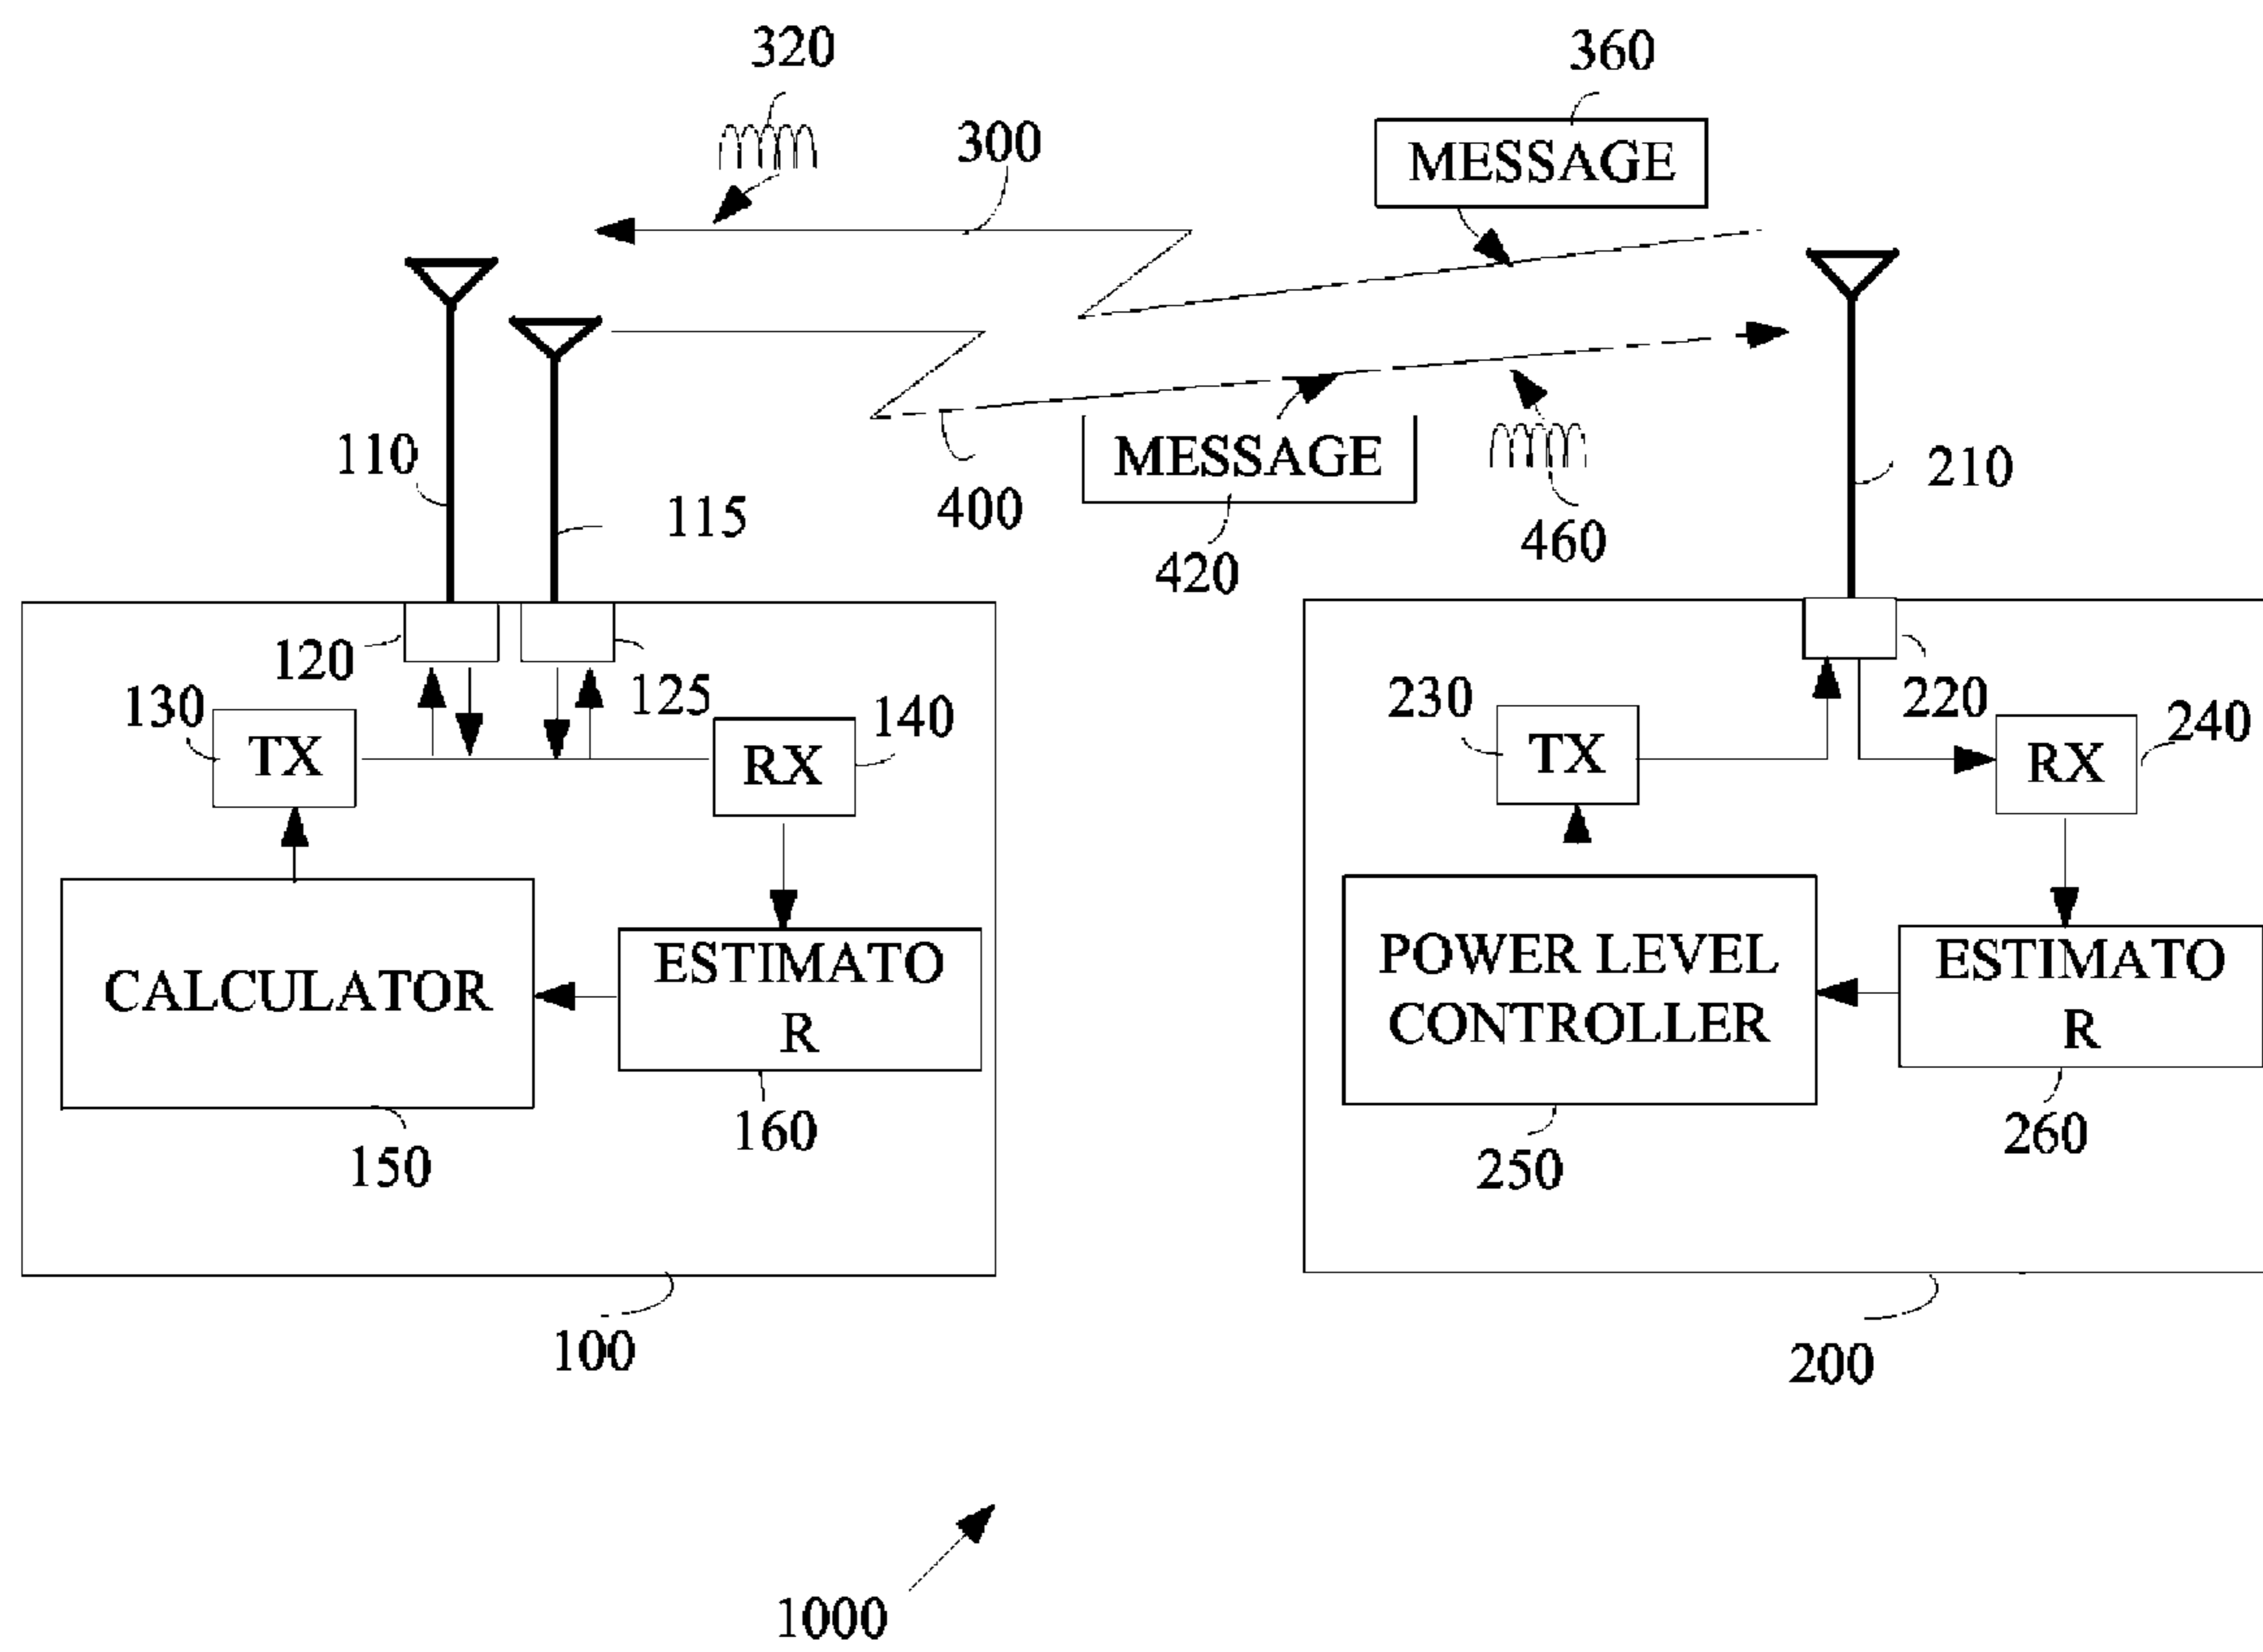 320
360
300
MESSAGE
110
115
400
MESSAGE
420
460
210
120
125
130
TX
RX
140
230
TX
220
RX
240
CALCULATOR
ESTIMATO
R
160
150
POWER LEVEL
CONTROLLER
ESTIMATO
R
250
260
100
200
1000